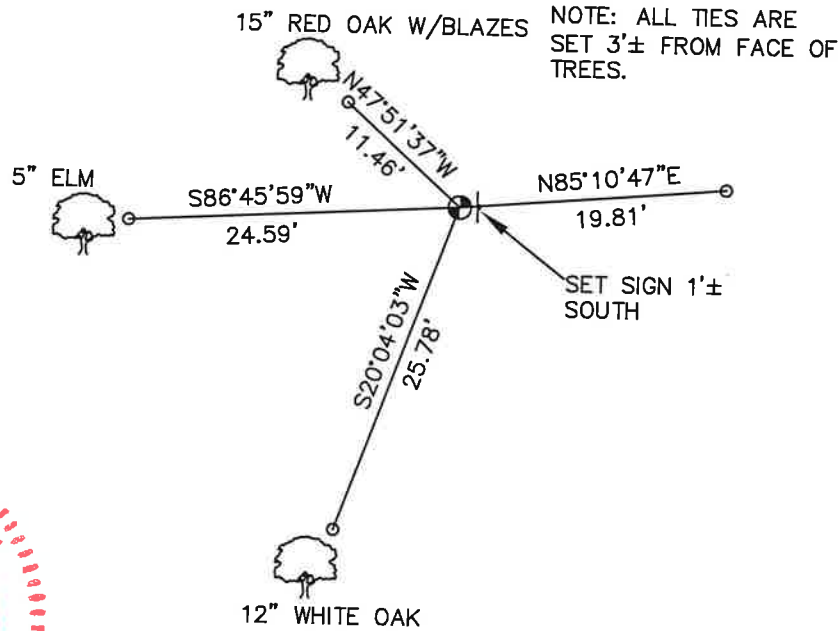 15" RED OAK W/BLAZES
NOTE: ALL TIES ARE
SET 3'± FROM FACE OF
TREES.
N47°51'37"W
11.46'
5" ELM
S86°45'59"W
24.59'
N85°10'47"E
19.81'
SET SIGN 1'±
SOUTH
S20°04'03"W
25.78'
12" WHITE OAK